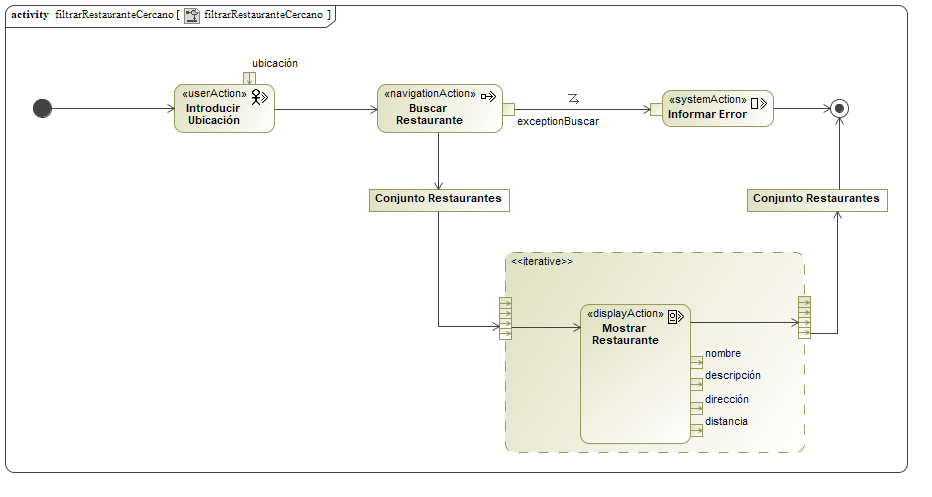 activity filtrarRestauranteCercano [ filtrarRestauranteCercano ]
ubicación
«userAction»
Introducir
Ubicación
«navigationAction»
Buscar
Restaurante
exceptionBuscar
«systemAction»
Informar Error
Conjunto Restaurantes
Conjunto Restaurantes
<<iterative>>
«displayAction»
Mostrar
Restaurante
nombre
descripción
dirección
distancia